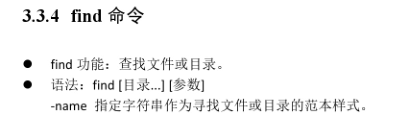 3.3.4 find 命令
● find 功能：查找文件或目录。
● 语法：find [目录...] [参数]
-name 指定字符串作为寻找文件或目录的范本样式。